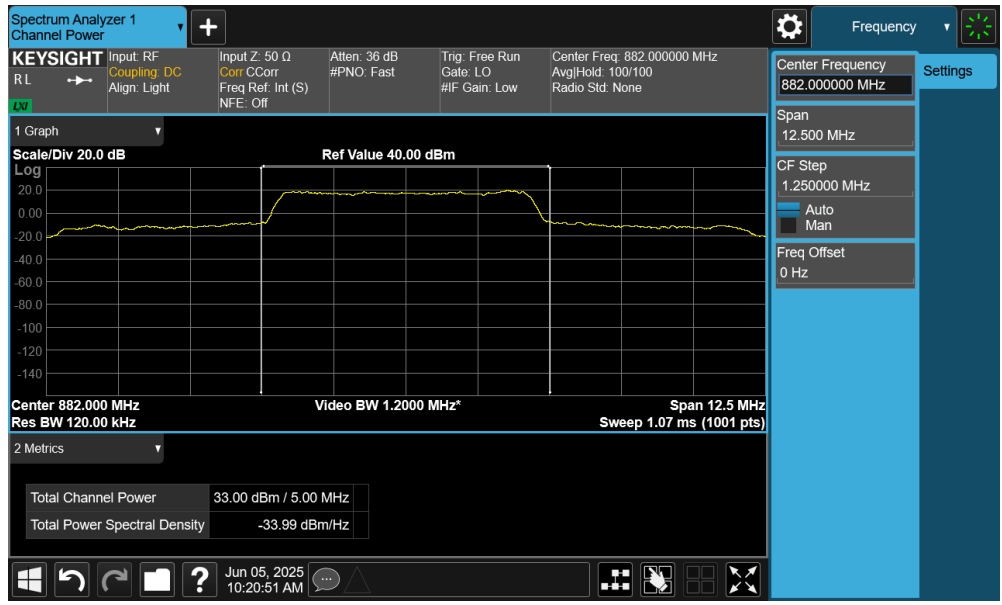 Spectrum Analyzer 1
Channel Power
Frequency
KEYSIGHT
R L
LXI
Input: RF
Coupling: DC
Align: Light
Input Z: 50 Ω
Corr CCorr
Freq Ref: Int (S)
NFE: Off
Atten: 36 dB
#PNO: Fast
Trig: Free Run
Gate: LO
#IF Gain: Low
Center Freq: 882.000000 MHz
Avg|Hold: 100/100
Radio Std: None
Center Frequency
882.000000 MHz
Settings
Span
12.500 MHz
CF Step
1.250000 MHz
Auto
Man
Freq Offset
0 Hz
1 Graph
Scale/Div 20.0 dB
Ref Value 40.00 dBm
Log
20.0
0.00
-20.0
-40.0
-60.0
-80.0
-100
-120
-140
Center 882.000 MHz
Video BW 1.2000 MHz*
Span 12.5 MHz
Res BW 120.00 kHz
Sweep 1.07 ms (1001 pts)
2 Metrics
Total Channel Power 33.00 dBm / 5.00 MHz
Total Power Spectral Density -33.99 dBm/Hz
?
Jun 05, 2025
10:20:51 AM